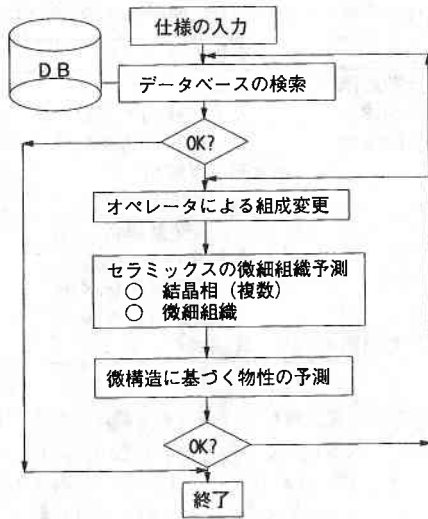 仕様の入力
DB
データベースの検索
OK?
オペレータによる組成変更
セラミックスの微細組織予測
○ 結晶相（複数）
○ 微細組織
微構造に基づく物性の予測
OK?
終了